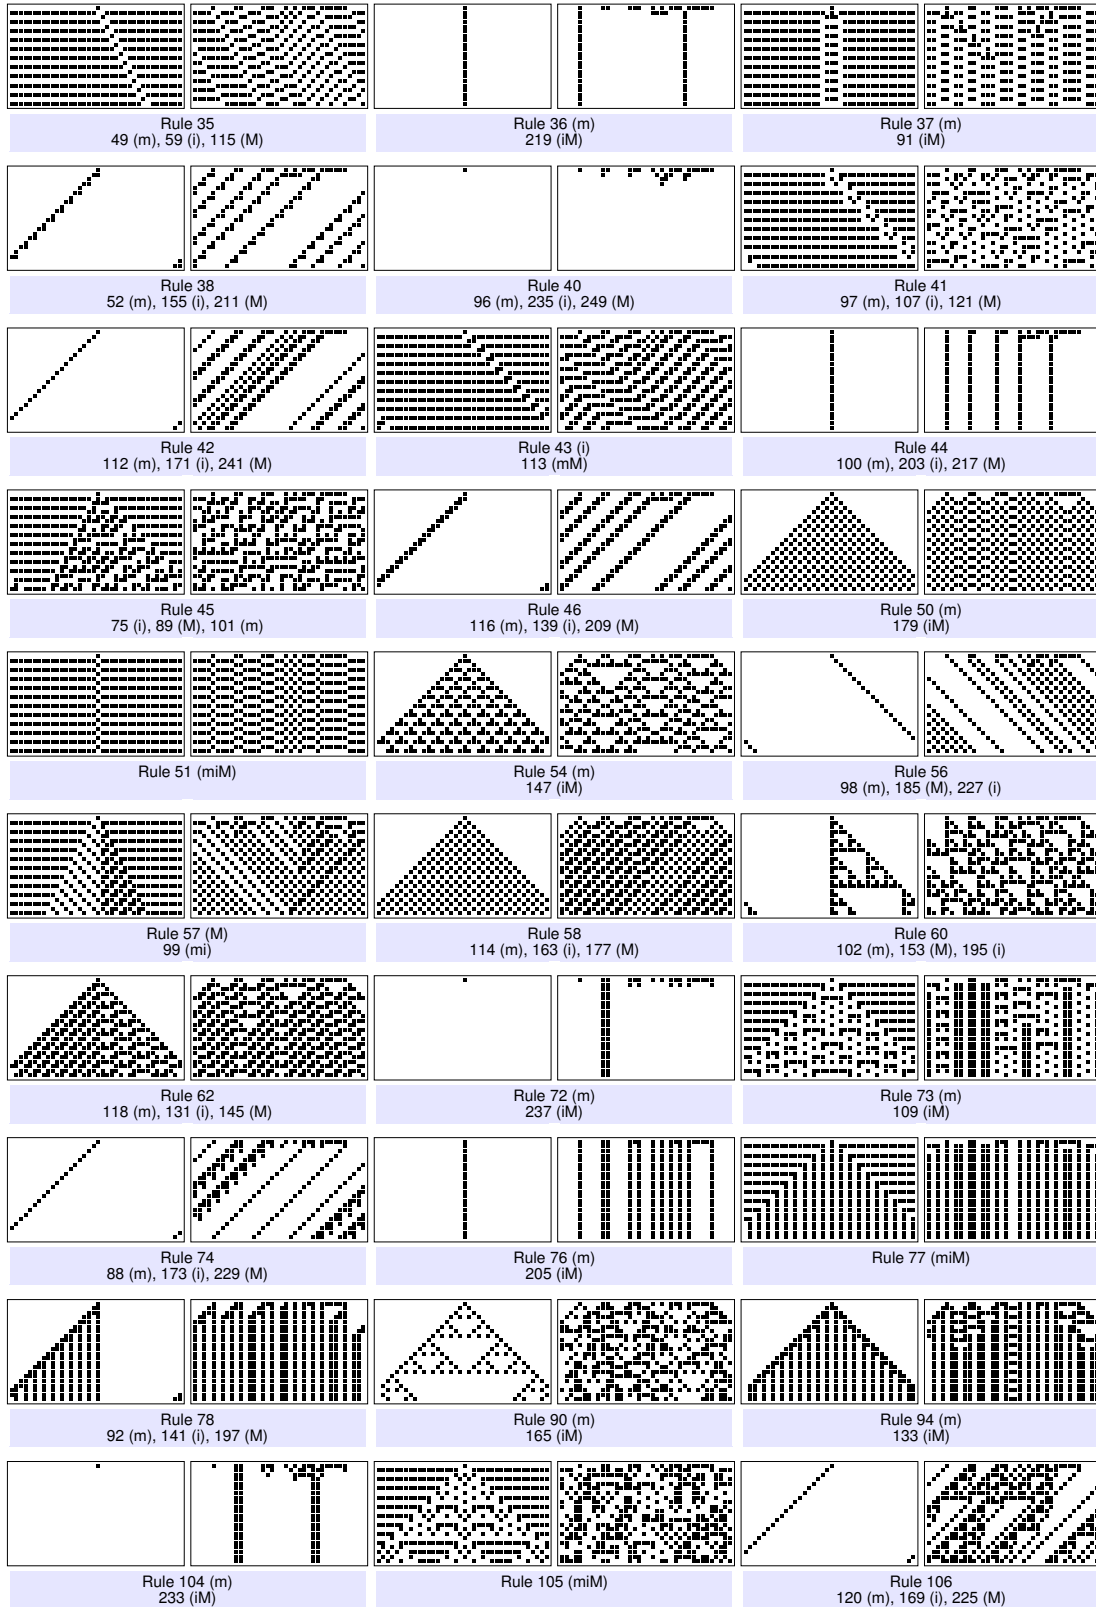 Rule 35
49 (m), 59 (i), 115 (M)
Rule 36 (m)
219 (iM)
Rule 37 (m)
91 (iM)
Rule 38
52 (m), 155 (i), 211 (M)
Rule 40
96 (m), 235 (i), 249 (M)
Rule 41
97 (m), 107 (i), 121 (M)
Rule 42
112 (m), 171 (i), 241 (M)
Rule 43 (i)
113 (mM)
Rule 44
100 (m), 203 (i), 217 (M)
Rule 45
75 (i), 89 (M), 101 (m)
Rule 46
116 (m), 139 (i), 209 (M)
Rule 50 (m)
179 (iM)
Rule 51 (miM)
Rule 54 (m)
147 (iM)
Rule 56
98 (m), 185 (M), 227 (i)
Rule 57 (M)
99 (mi)
Rule 58
114 (m), 163 (i), 177 (M)
Rule 60
102 (m), 153 (M), 195 (i)
Rule 62
118 (m), 131 (i), 145 (M)
Rule 72 (m)
237 (iM)
Rule 73 (m)
109 (iM)
Rule 74
88 (m), 173 (i), 229 (M)
Rule 76 (m)
205 (iM)
Rule 77 (miM)
Rule 78
92 (m), 141 (i), 197 (M)
Rule 90 (m)
165 (iM)
Rule 94 (m)
133 (iM)
Rule 104 (m)
233 (iM)
Rule 105 (miM)
Rule 106
120 (m), 169 (i), 225 (M)